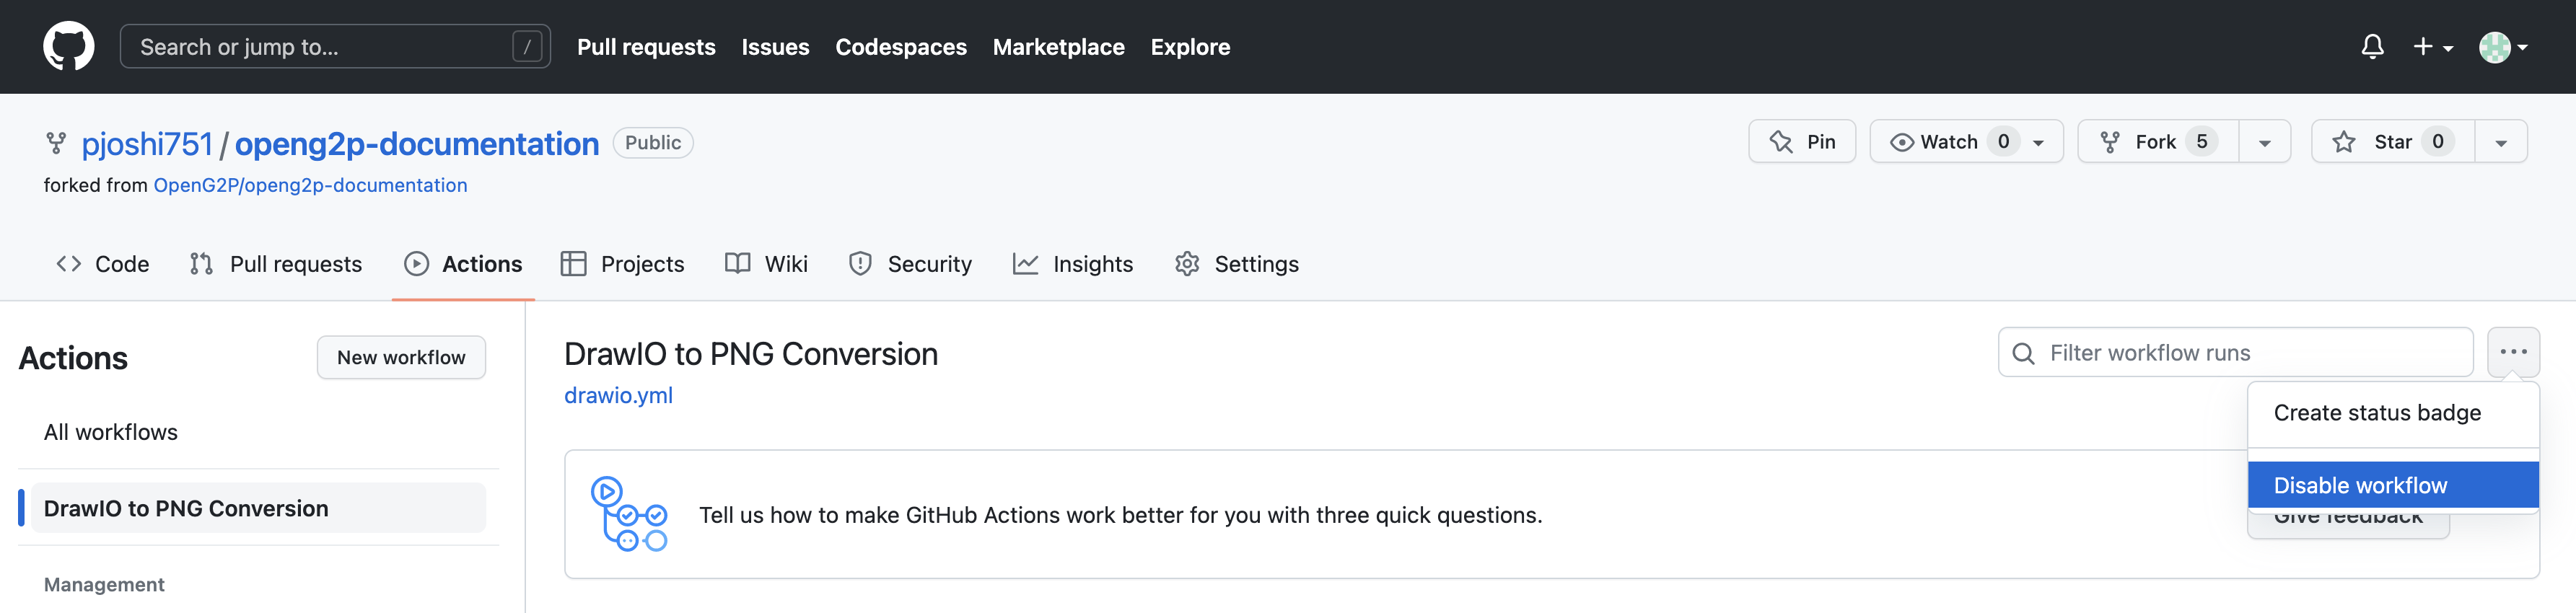 Search or jump to... / Pull requests Issues Codespaces Marketplace Explore
pjoshi751/openg2p-documentation Public Pin Watch 0 Fork 5 Star 0
forked from OpenG2P/openg2p-documentation
Code Pull requests Actions Projects Wiki Security Insights Settings
Actions New workflow
All workflows
DrawIO to PNG Conversion
Management
DrawIO to PNG Conversion Filter workflow runs
drawio.yml
Create status badge
Disable workflow
Tell us how to make GitHub Actions work better for you with three quick questions.
Give feedback